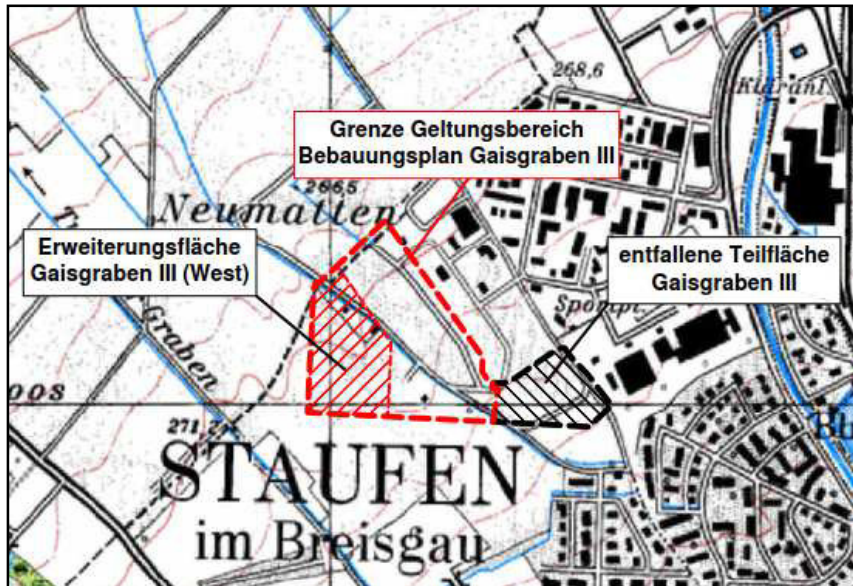 268,6
Kläranl.
Grenze Geltungsbereich
Bebauungsplan Gaisgraben III
266,5
Neumatten
Erweiterungsfläche
Gaisgraben III (West)
entfallene Teilfläche
Gaisgraben III
Sportpl.
Graben
271,2
STAUFEN
im Breisgau